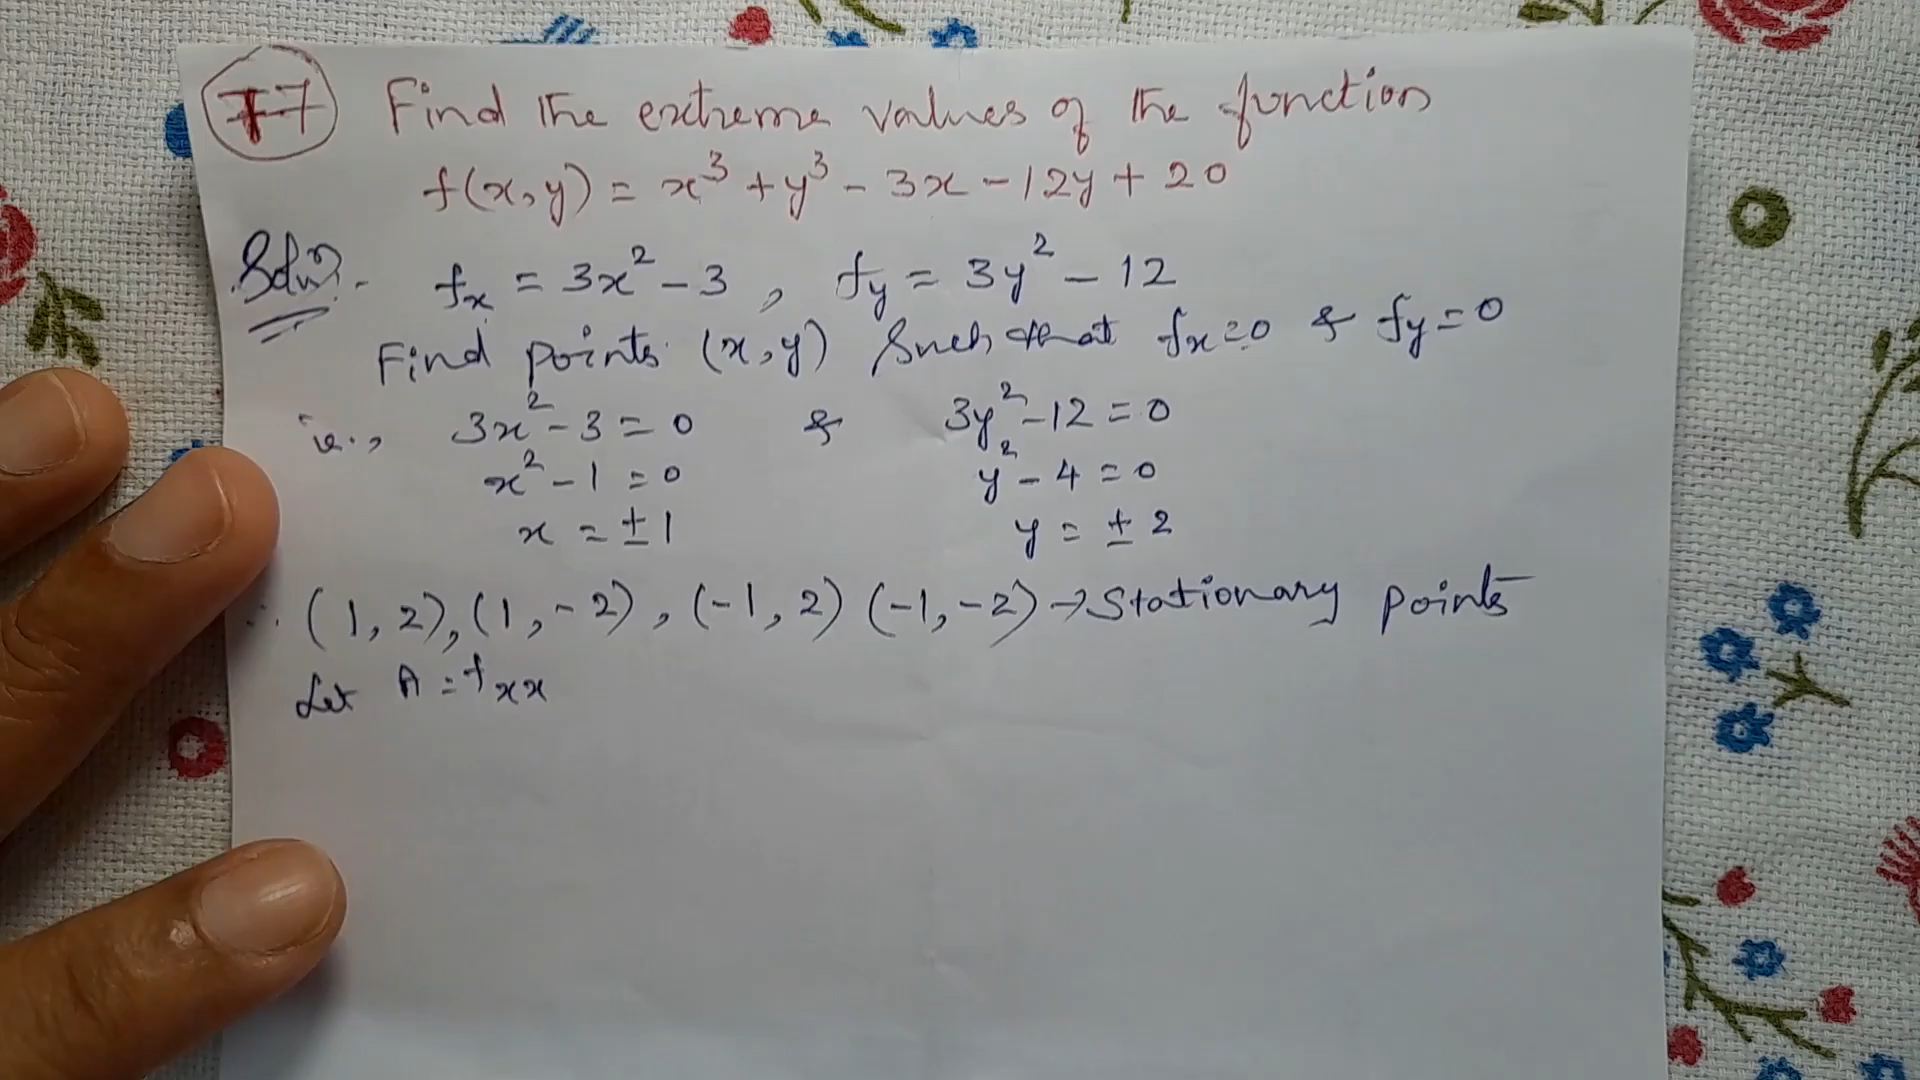 77 Find the extreme values of the function
f(x,y) = x³ + y³ - 3x - 12y + 20
Soln:- fx = 3x² - 3 , fy = 3y² - 12
Find points (x,y) such that fx=0 & fy=0
ie., 3x² - 3 = 0 & 3y² - 12 = 0
x² - 1 = 0 y² - 4 = 0
x = ± 1 y = ± 2
∴ (1, 2), (1, -2), (-1, 2) (-1, -2) → Stationary points
Let A = fxx